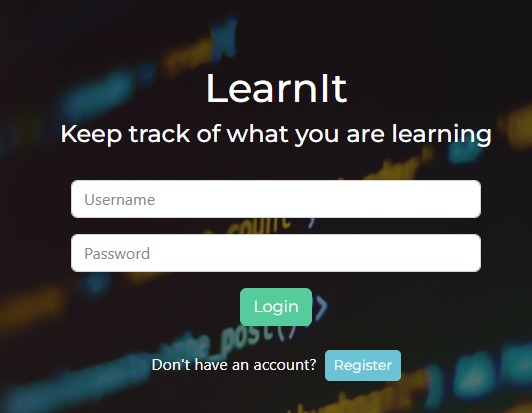 LearnIt
Keep track of what you are learning
Username
Password
Login
Don't have an account? Register